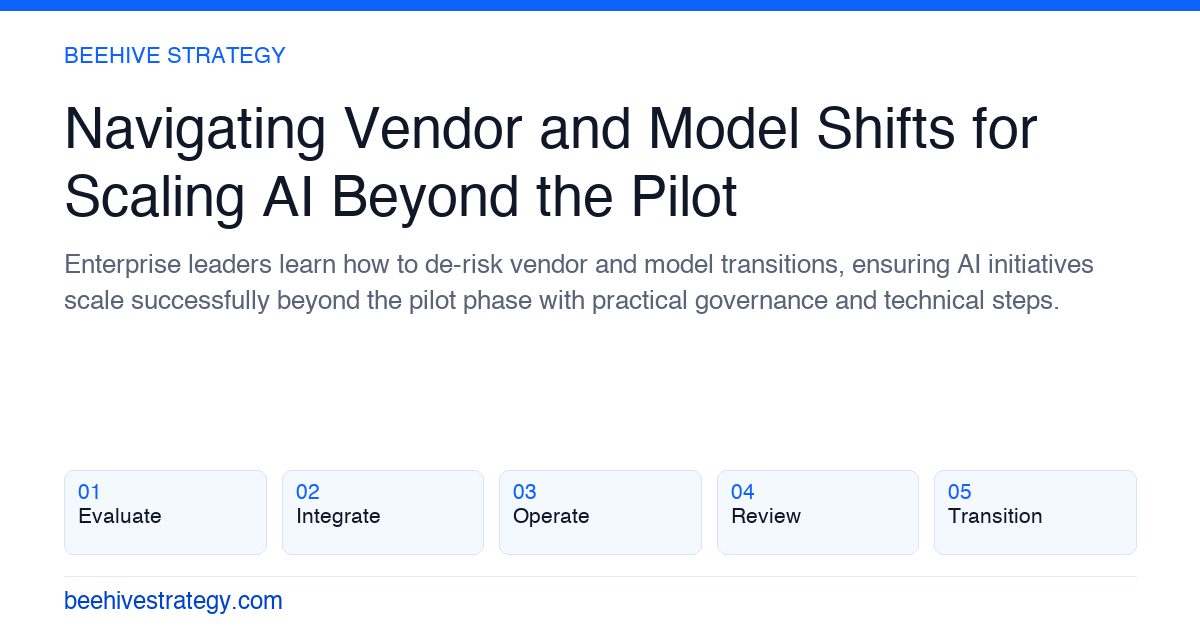 BEEHIVE STRATEGY
Navigating Vendor and Model Shifts for
Scaling AI Beyond the Pilot
Enterprise leaders learn how to de-risk vendor and model transitions, ensuring AI initiatives
scale successfully beyond the pilot phase with practical governance and technical steps.
01
Evaluate
02
Integrate
03
Operate
04
Review
05
Transition
beehivestrategy.com